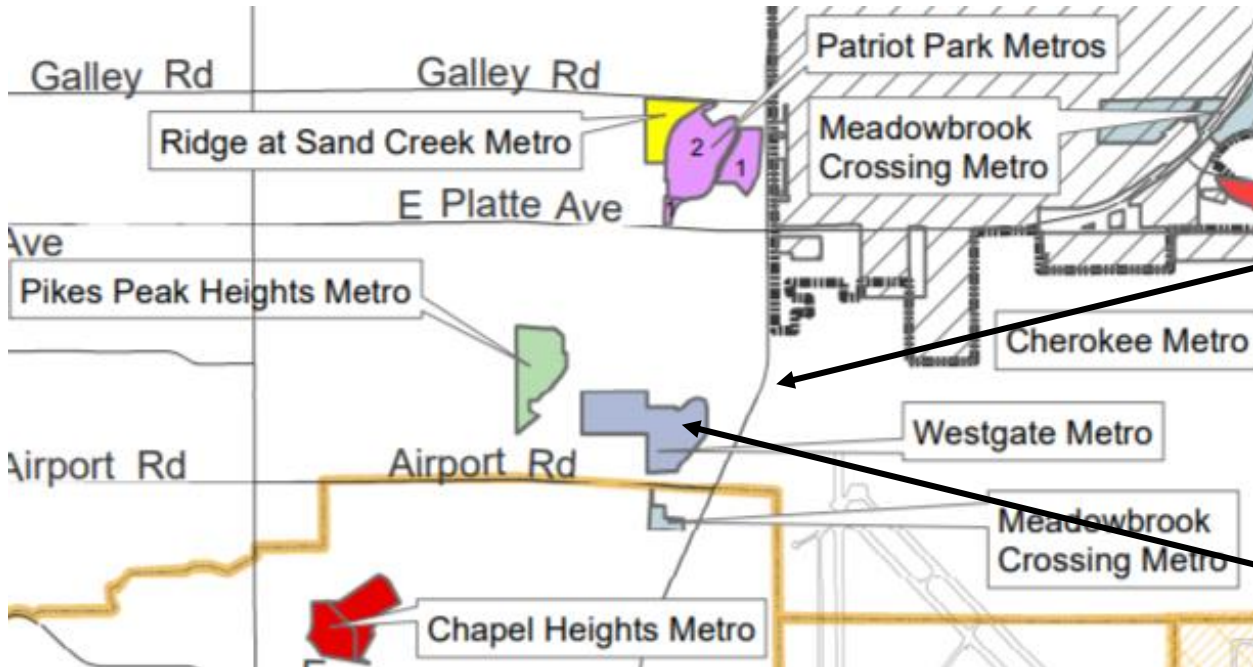 Galley Rd
Galley Rd
Patriot Park Metros
Ridge at Sand Creek Metro
Meadowbrook
Crossing Metro
2
1
1
E Platte Ave
Ave
Pikes Peak Heights Metro
Cherokee Metro
Westgate Metro
Airport Rd
Airport Rd
Meadowbrook
Crossing Metro
Chapel Heights Metro